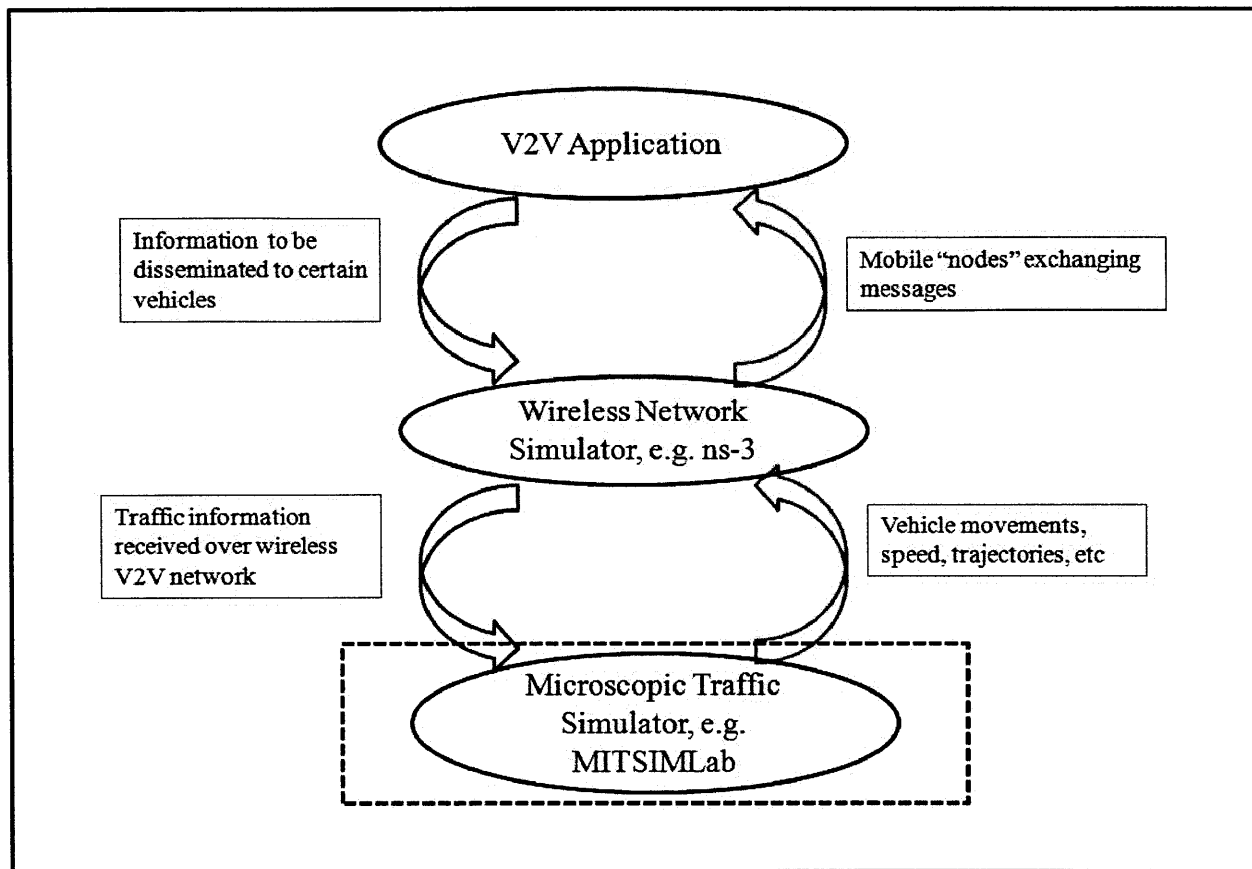 V2V Application
Information to be
disseminated to certain
vehicles
Mobile “nodes” exchanging
messages
Wireless Network
Simulator, e.g. ns-3
Traffic information
received over wireless
V2V network
Vehicle movements,
speed, trajectories, etc
Microscopic Traffic
Simulator, e.g.
MITSIMLab